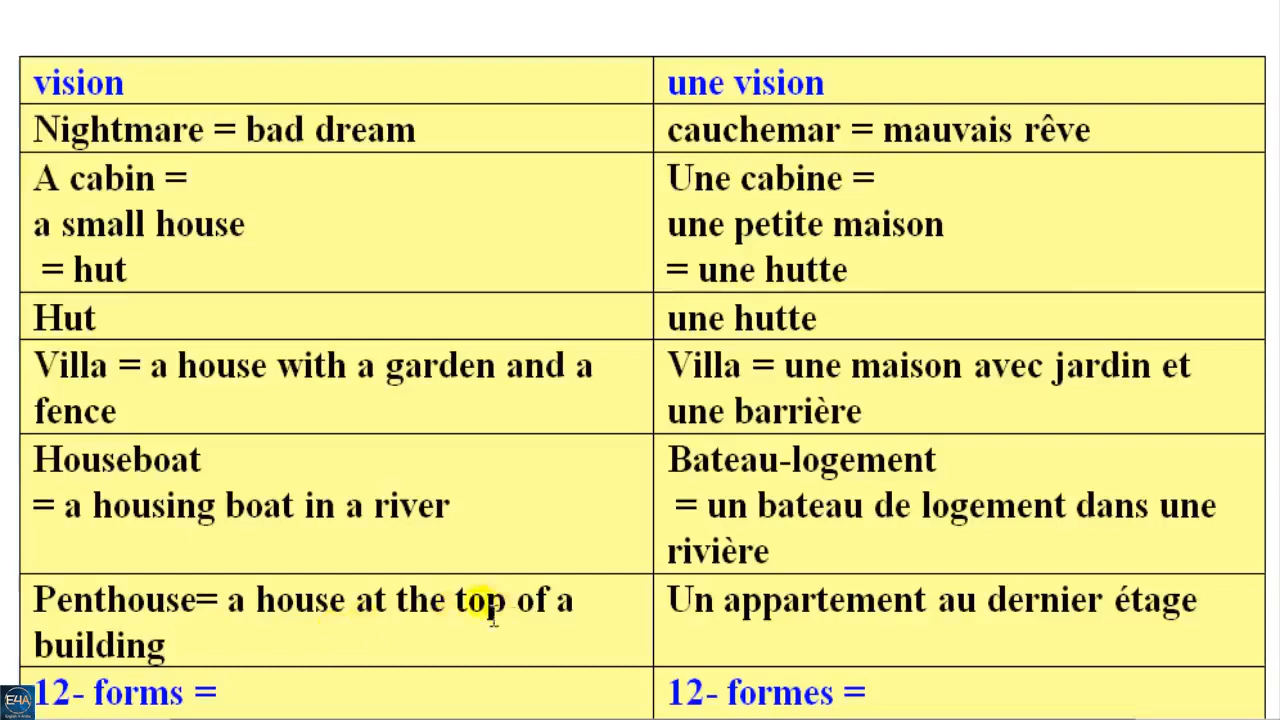 vision
une vision
Nightmare = bad dream
cauchemar = mauvais rêve
A cabin =
a small house
= hut
Une cabine =
une petite maison
= une hutte
Hut
une hutte
Villa = a house with a garden and a
fence
Villa = une maison avec jardin et
une barrière
Houseboat
= a housing boat in a river
Bateau-logement
= un bateau de logement dans une
rivière
Penthouse= a house at the top of a
building
Un appartement au dernier étage
12- forms =
12- formes =
E4A